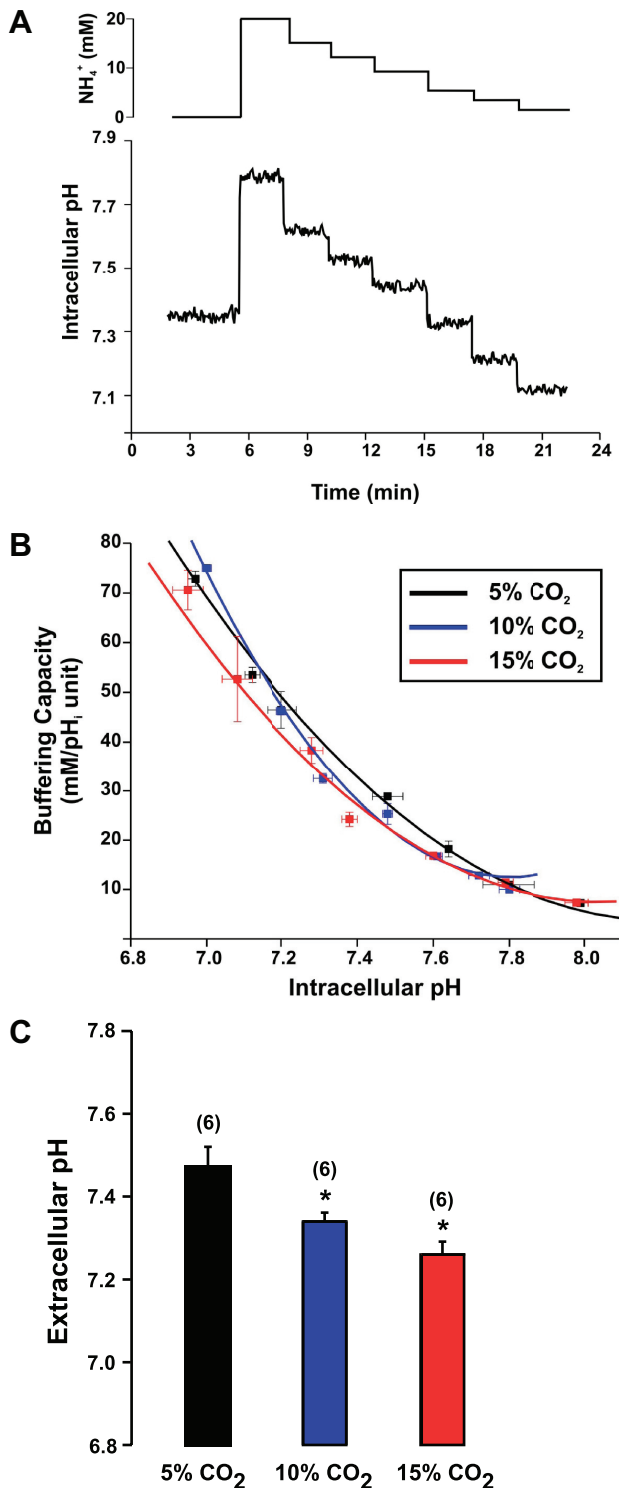 A
NH₄⁺ (mM)
20
10
0
Intracellular pH
7.9
7.7
7.5
7.3
7.1
0 3 6 9 12 15 18 21 24
Time (min)
B
Buffering Capacity
(mM/pHᵢ unit)
80
70
60
50
40
30
20
10
5% CO₂
10% CO₂
15% CO₂
6.8 7.0 7.2 7.4 7.6 7.8 8.0
Intracellular pH
C
Extracellular pH
7.8
7.6
7.4
7.2
7.0
6.8
(6)
(6)
*
(6)
*
5% CO₂ 10% CO₂ 15% CO₂